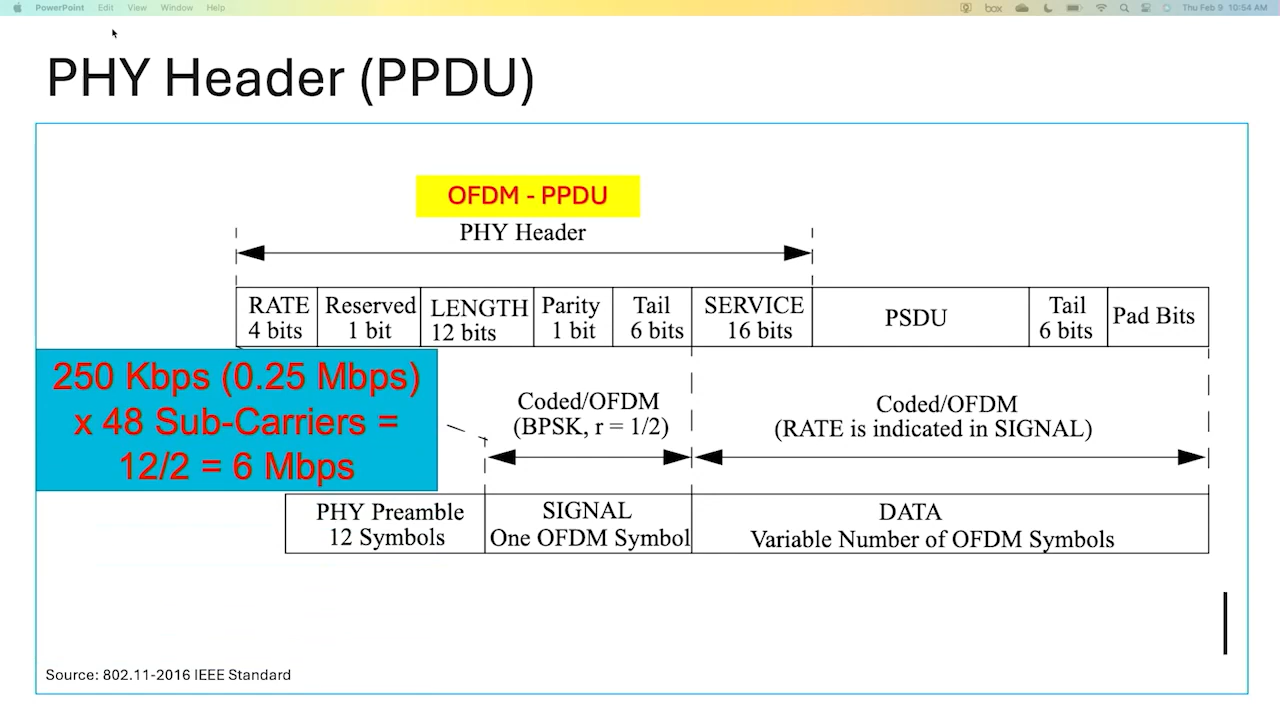 PowerPoint Edit View Window Help box Thu Feb 9 10:54 AM
PHY Header (PPDU)
OFDM - PPDU
PHY Header
RATE Reserved LENGTH Parity Tail SERVICE PSDU Tail Pad Bits
4 bits 1 bit 12 bits 1 bit 6 bits 16 bits 6 bits
250 Kbps (0.25 Mbps)
x 48 Sub-Carriers =
12/2 = 6 Mbps
Coded/OFDM
(BPSK, r = 1/2)
Coded/OFDM
(RATE is indicated in SIGNAL)
PHY Preamble
12 Symbols
SIGNAL
One OFDM Symbol
DATA
Variable Number of OFDM Symbols
Source: 802.11-2016 IEEE Standard